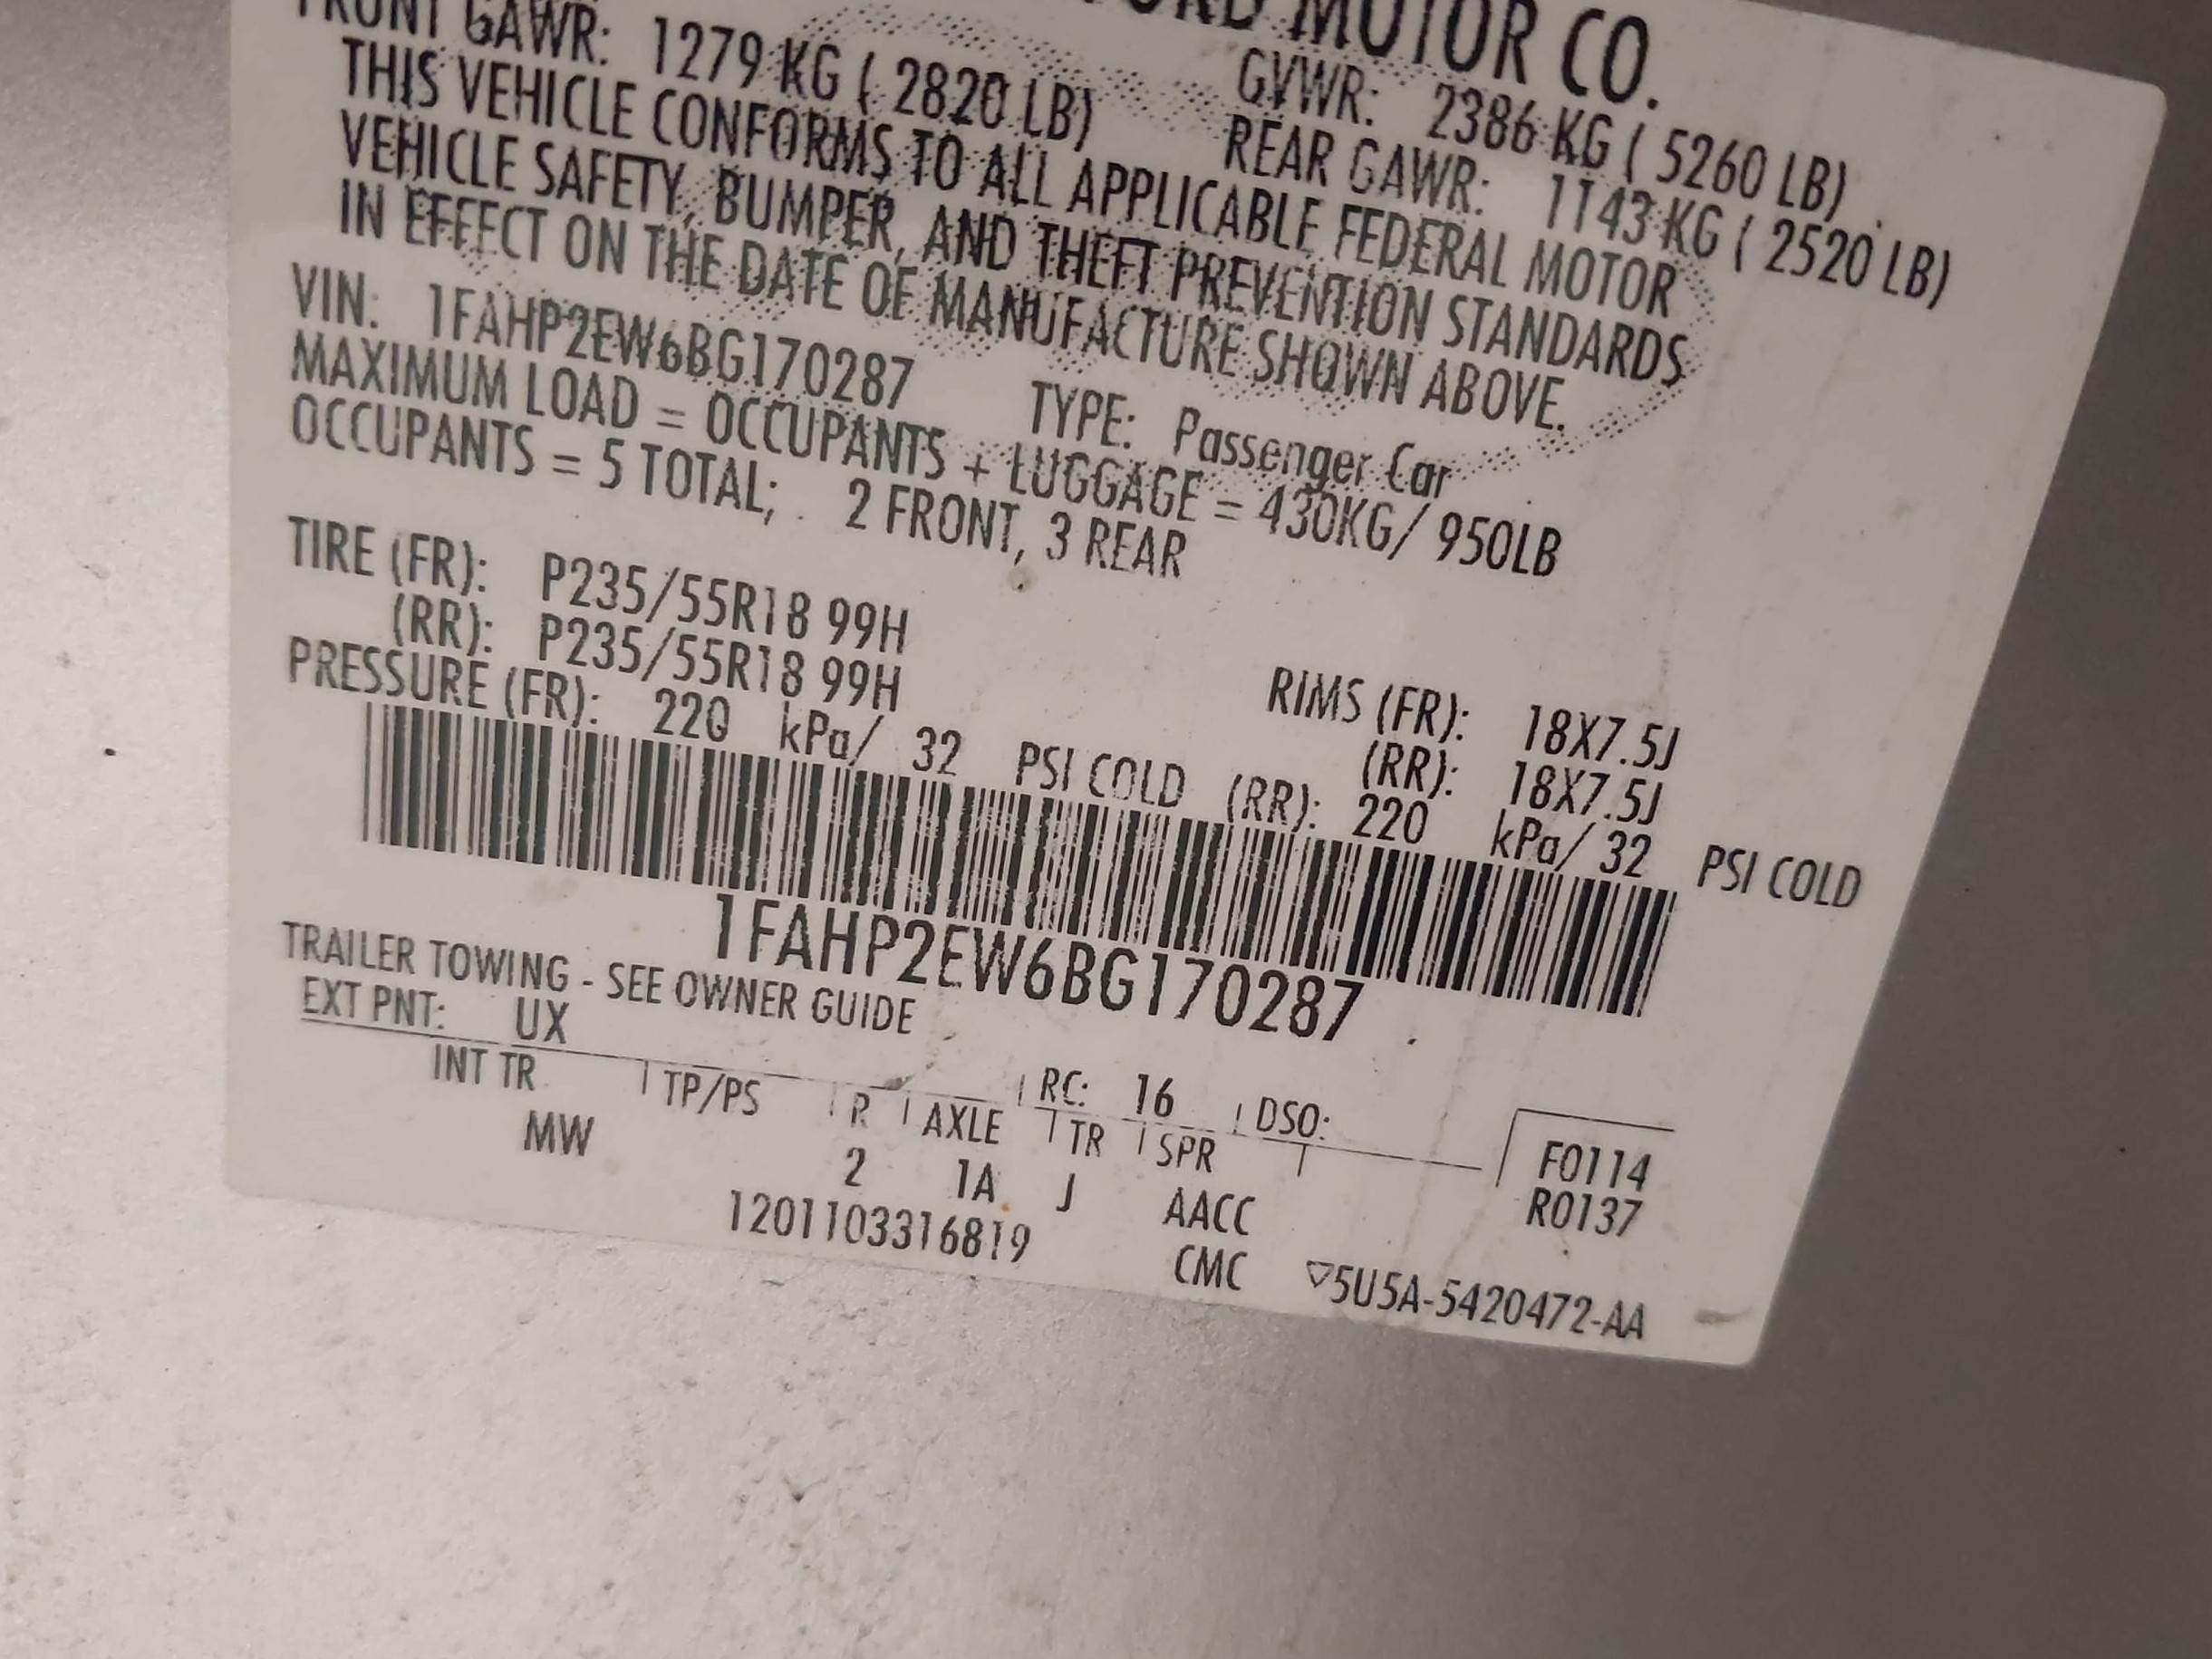 FORD MOTOR CO.
FRONT GAWR: 1279 KG ( 2820 LB) GVWR: 2386 KG ( 5260 LB)
REAR GAWR: 1143 KG ( 2520 LB)
THIS VEHICLE CONFORMS TO ALL APPLICABLE FEDERAL MOTOR
VEHICLE SAFETY, BUMPER, AND THEFT PREVENTION STANDARDS
IN EFFECT ON THE DATE OF MANUFACTURE SHOWN ABOVE.
VIN: 1FAHP2EW6BG170287 TYPE: Passenger Car
MAXIMUM LOAD = OCCUPANTS + LUGGAGE = 430KG/ 950LB
OCCUPANTS = 5 TOTAL; 2 FRONT, 3 REAR
TIRE (FR): P235/55R18 99H RIMS (FR): 18X7.5J
(RR): P235/55R18 99H (RR): 18X7.5J
PRESSURE (FR): 220 kPa/ 32 PSI COLD (RR): 220 kPa/ 32 PSI COLD
1FAHP2EW6BG170287
TRAILER TOWING - SEE OWNER GUIDE
EXT PNT: UX RC: 16 DSO:
INT TR TP/PS R AXLE TR SPR F0114
MW 2 1A J AACC R0137
1201103316819 CMC ▽5U5A-5420472-AA